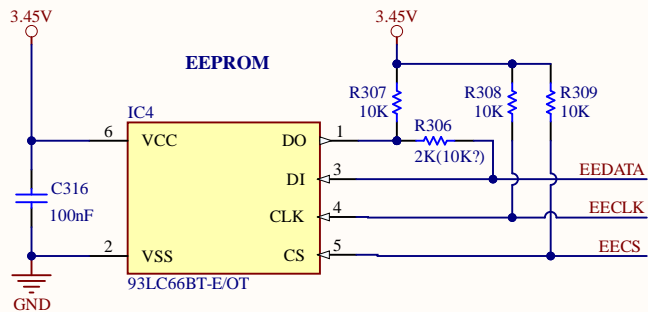 3.45V
3.45V
EEPROM
R307
10K
R308
10K
R309
10K
IC4
R306
2K(10K?)
6
VCC
DO
1
DI
3
EEDATA
C316
100nF
CLK
4
EECLK
2
VSS
CS
5
EECS
93LC66BT-E/OT
GND